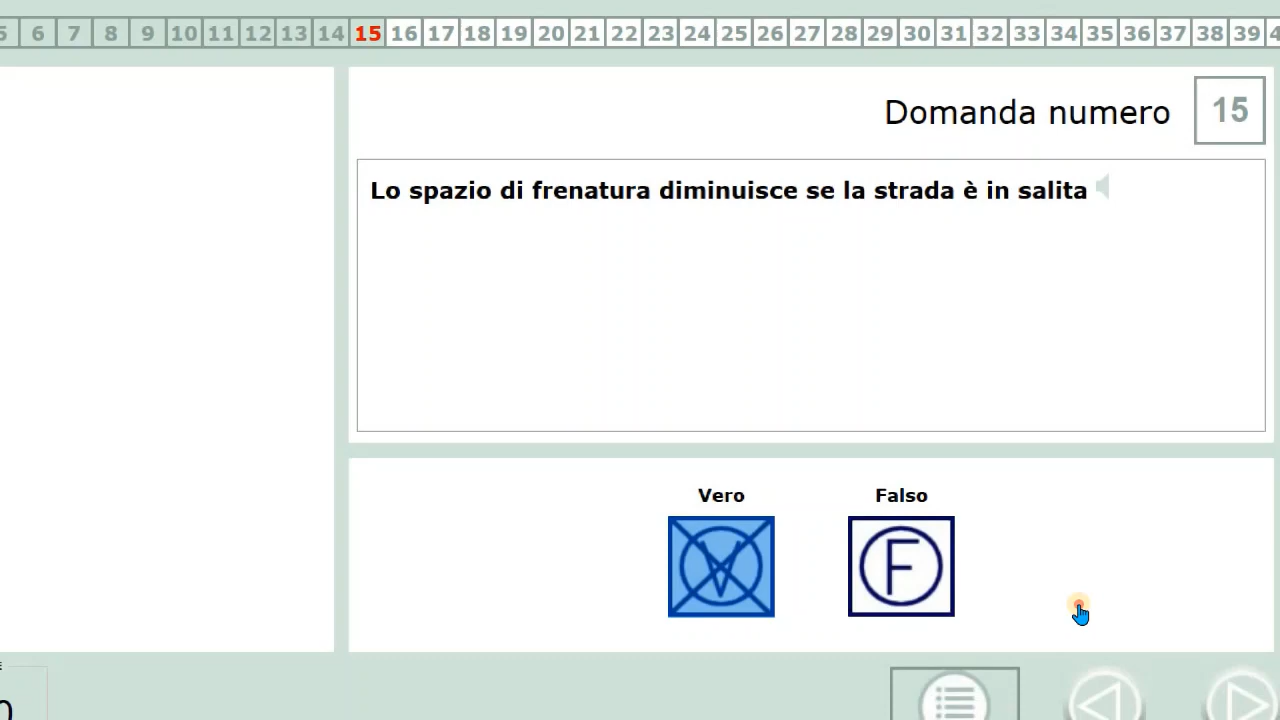 5 6 7 8 9 10 11 12 13 14 15 16 17 18 19 20 21 22 23 24 25 26 27 28 29 30 31 32 33 34 35 36 37 38 39 4
Domanda numero 15
Lo spazio di frenatura diminuisce se la strada è in salita
Vero Falso
V F
E
0